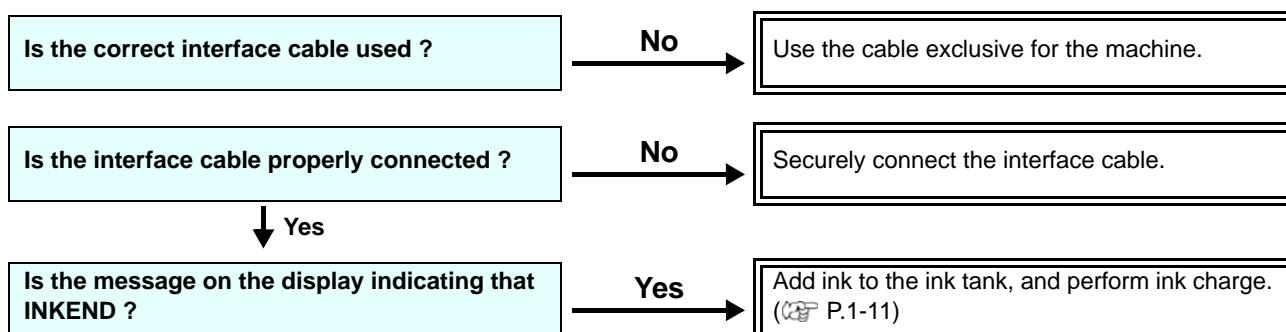 Is the correct interface cable used ?
No
Use the cable exclusive for the machine.
Is the interface cable properly connected ?
No
Securely connect the interface cable.
Yes
Is the message on the display indicating that
INKEND ?
Yes
Add ink to the ink tank, and perform ink charge.
( P.1-11)